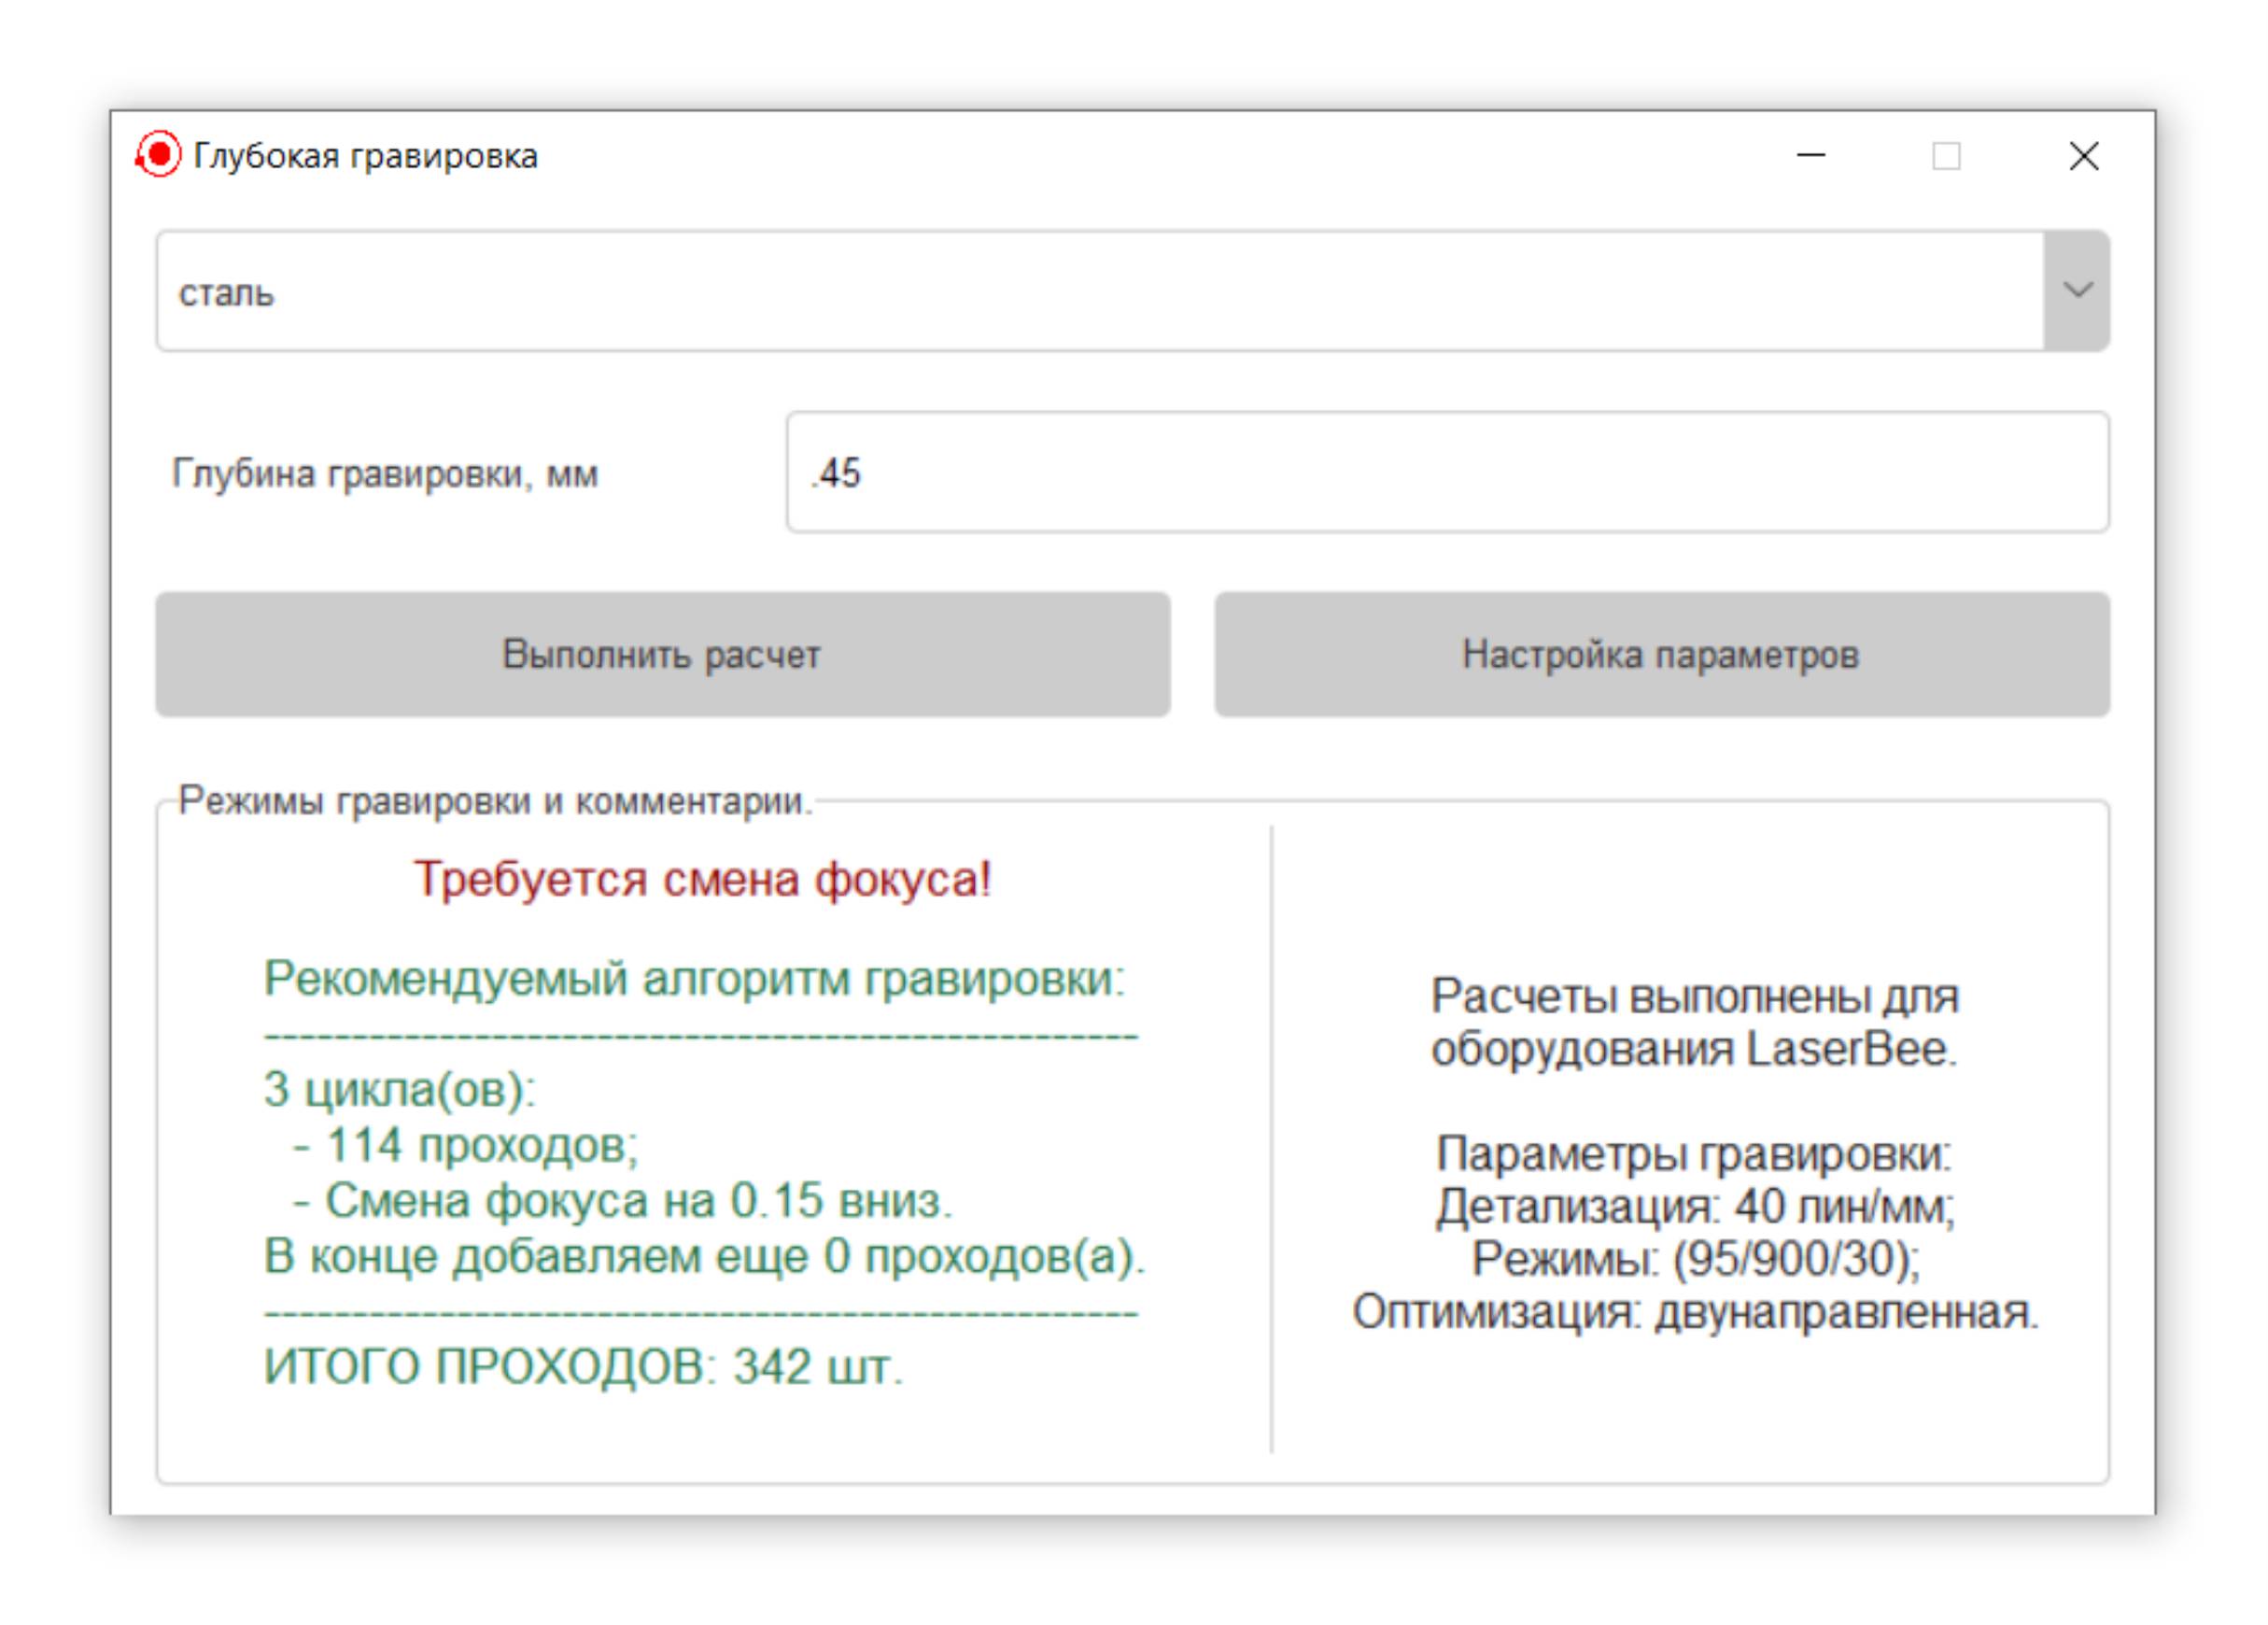 Глубокая гравировка
сталь
Глубина гравировки, мм
.45
Выполнить расчет
Настройка параметров
Режимы гравировки и комментарии.
Требуется смена фокуса!
Рекомендуемый алгоритм гравировки:
--------------------------------------------------
3 цикла(ов):
- 114 проходов;
- Смена фокуса на 0.15 вниз.
В конце добавляем еще 0 проходов(а).
--------------------------------------------------
ИТОГО ПРОХОДОВ: 342 шт.
Расчеты выполнены для
оборудования LaserBee.
Параметры гравировки:
Детализация: 40 лин/мм;
Режимы: (95/900/30);
Оптимизация: двунаправленная.